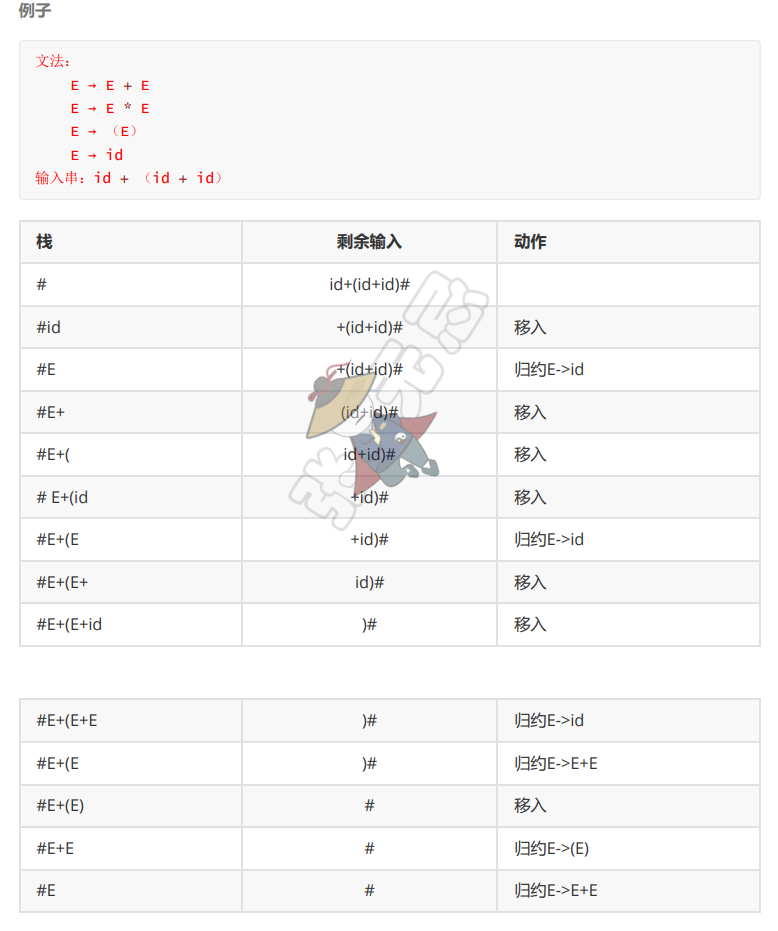 例子
文法:
E → E + E
E → E * E
E → （E）
E → id
输入串: id + （id + id）
栈 剩余输入 动作
# id+(id+id)#
#id +(id+id)# 移入
#E +(id+id)# 归约E->id
#E+ (id+id)# 移入
#E+( id+id)# 移入
# E+(id +id)# 移入
#E+(E +id)# 归约E->id
#E+(E+ id)# 移入
#E+(E+id )# 移入
#E+(E+E )# 归约E->id
#E+(E )# 归约E->E+E
#E+(E) # 移入
#E+E # 归约E->(E)
#E # 归约E->E+E